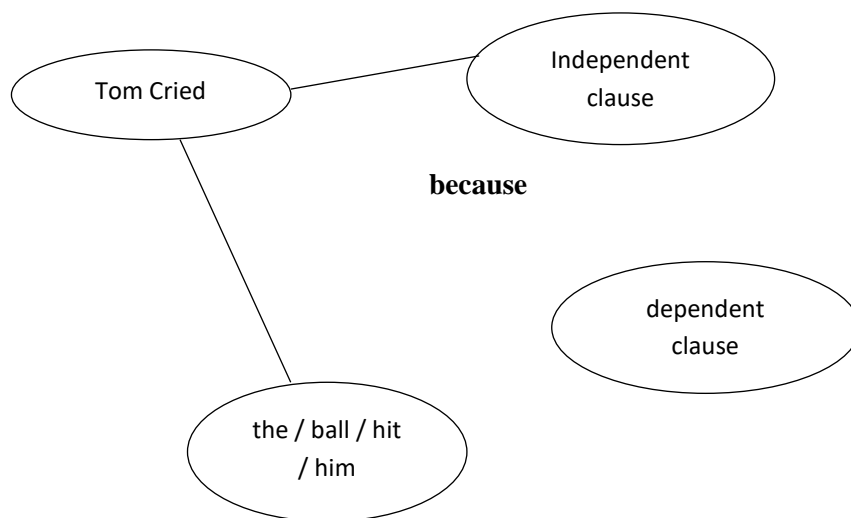 Tom Cried
Independent
clause
because
dependent
clause
the / ball / hit
/ him